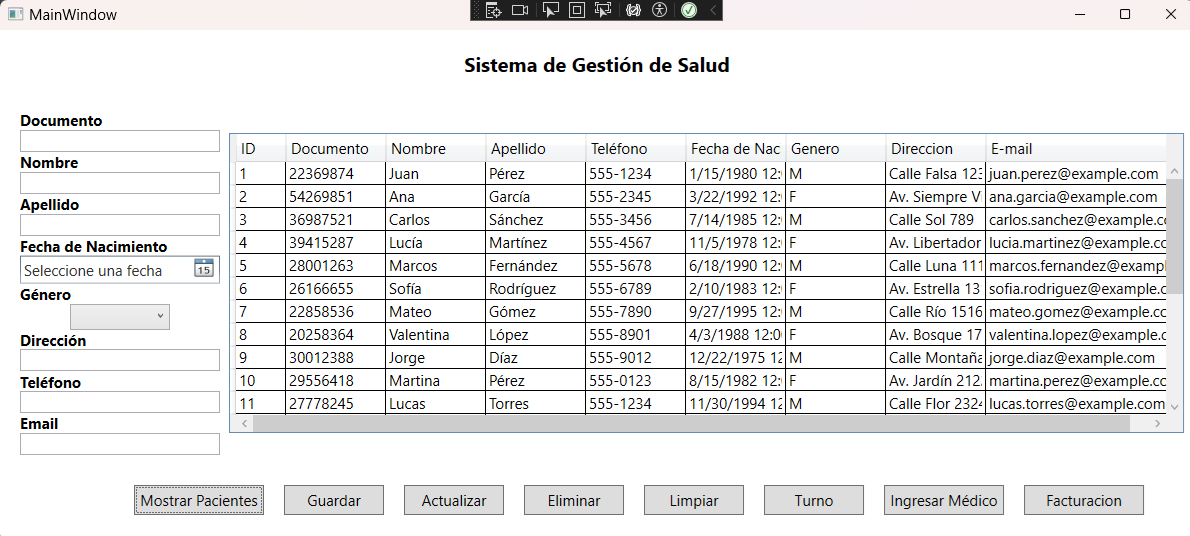 MainWindow
Sistema de Gestión de Salud
Documento
Nombre
Apellido
Fecha de Nacimiento
Seleccione una fecha 15
Género
Dirección
Teléfono
Email
ID Documento Nombre Apellido Teléfono Fecha de Nac Genero Direccion E-mail
1 22369874 Juan Pérez 555-1234 1/15/1980 12: M Calle Falsa 123 juan.perez@example.com
2 54269851 Ana García 555-2345 3/22/1992 12: F Av. Siempre V ana.garcia@example.com
3 36987521 Carlos Sánchez 555-3456 7/14/1985 12: M Calle Sol 789 carlos.sanchez@example.co
4 39415287 Lucía Martínez 555-4567 11/5/1978 12: F Av. Libertador lucia.martinez@example.co
5 28001263 Marcos Fernández 555-5678 6/18/1990 12: M Calle Luna 111 marcos.fernandez@example
6 26166655 Sofía Rodríguez 555-6789 2/10/1983 12: F Av. Estrella 13 sofia.rodriguez@example.co
7 22858536 Mateo Gómez 555-7890 9/27/1995 12: M Calle Río 1516 mateo.gomez@example.com
8 20258364 Valentina López 555-8901 4/3/1988 12:0 F Av. Bosque 17 valentina.lopez@example.co
9 30012388 Jorge Díaz 555-9012 12/22/1975 12 M Calle Montaña jorge.diaz@example.com
10 29556418 Martina Pérez 555-0123 8/15/1982 12: F Av. Jardín 212 martina.perez@example.com
11 27778245 Lucas Torres 555-1234 11/30/1994 12 M Calle Flor 2324 lucas.torres@example.com
Mostrar Pacientes Guardar Actualizar Eliminar Limpiar Turno Ingresar Médico Facturacion